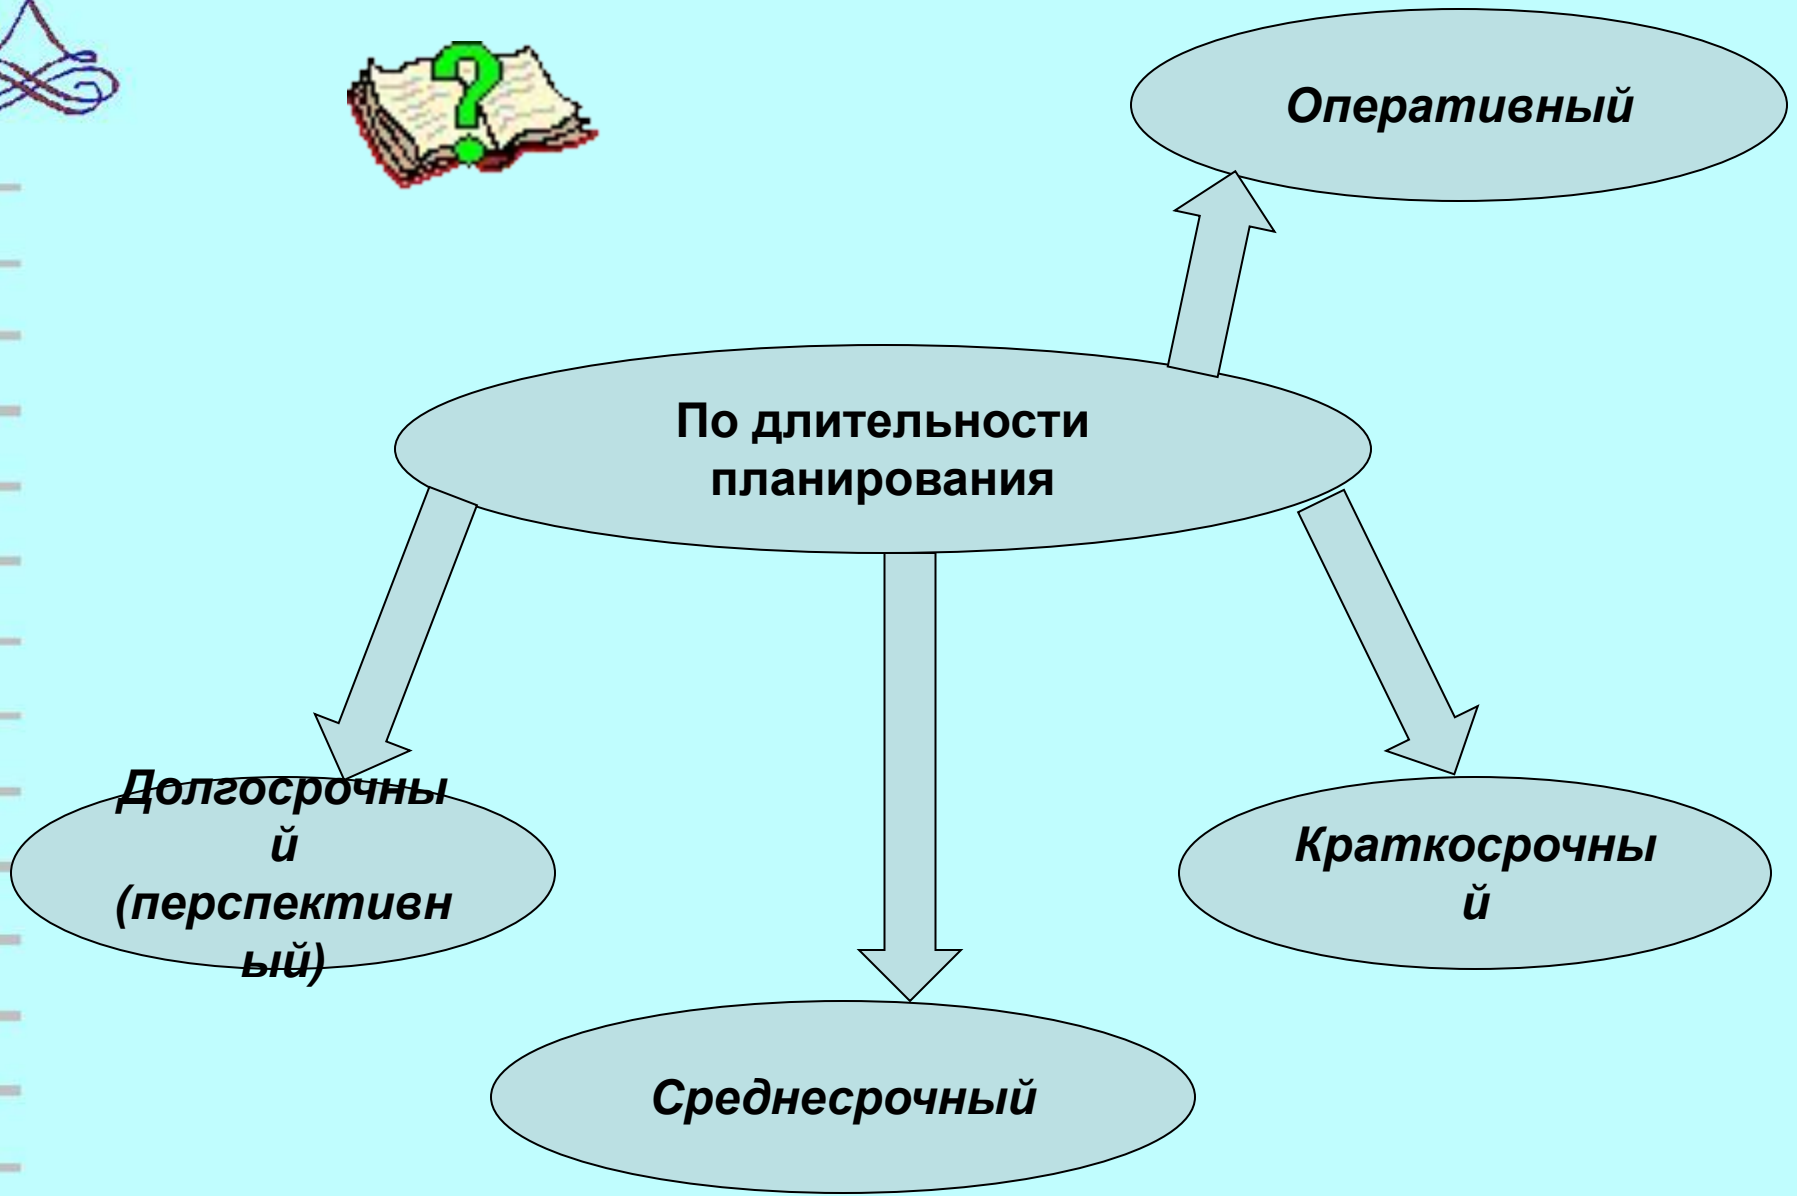 Оперативный
По длительности
планирования
Долгосрочны
й
(перспективн
ый)
Краткосрочны
й
Среднесрочный